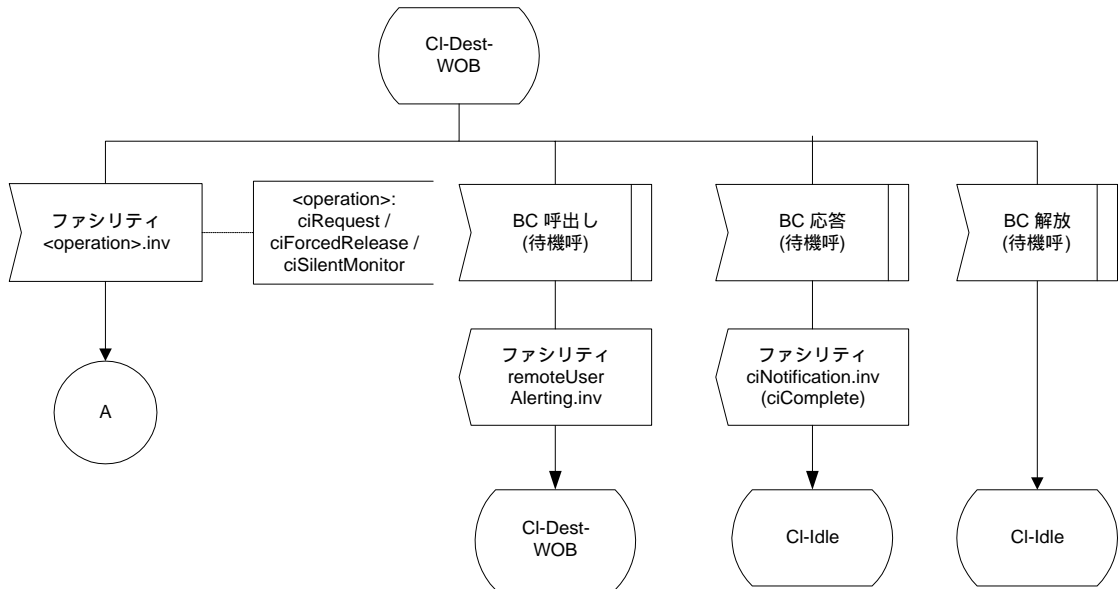 CI-Dest-
WOB
ファシリティ
<operation>.inv
<operation>:
ciRequest /
ciForcedRelease /
ciSilentMonitor
BC 呼出し
(待機呼)
BC 応答
(待機呼)
BC 解放
(待機呼)
ファシリティ
remoteUser
Alerting.inv
ファシリティ
ciNotification.inv
(ciComplete)
A
CI-Dest-
WOB
CI-Idle
CI-Idle